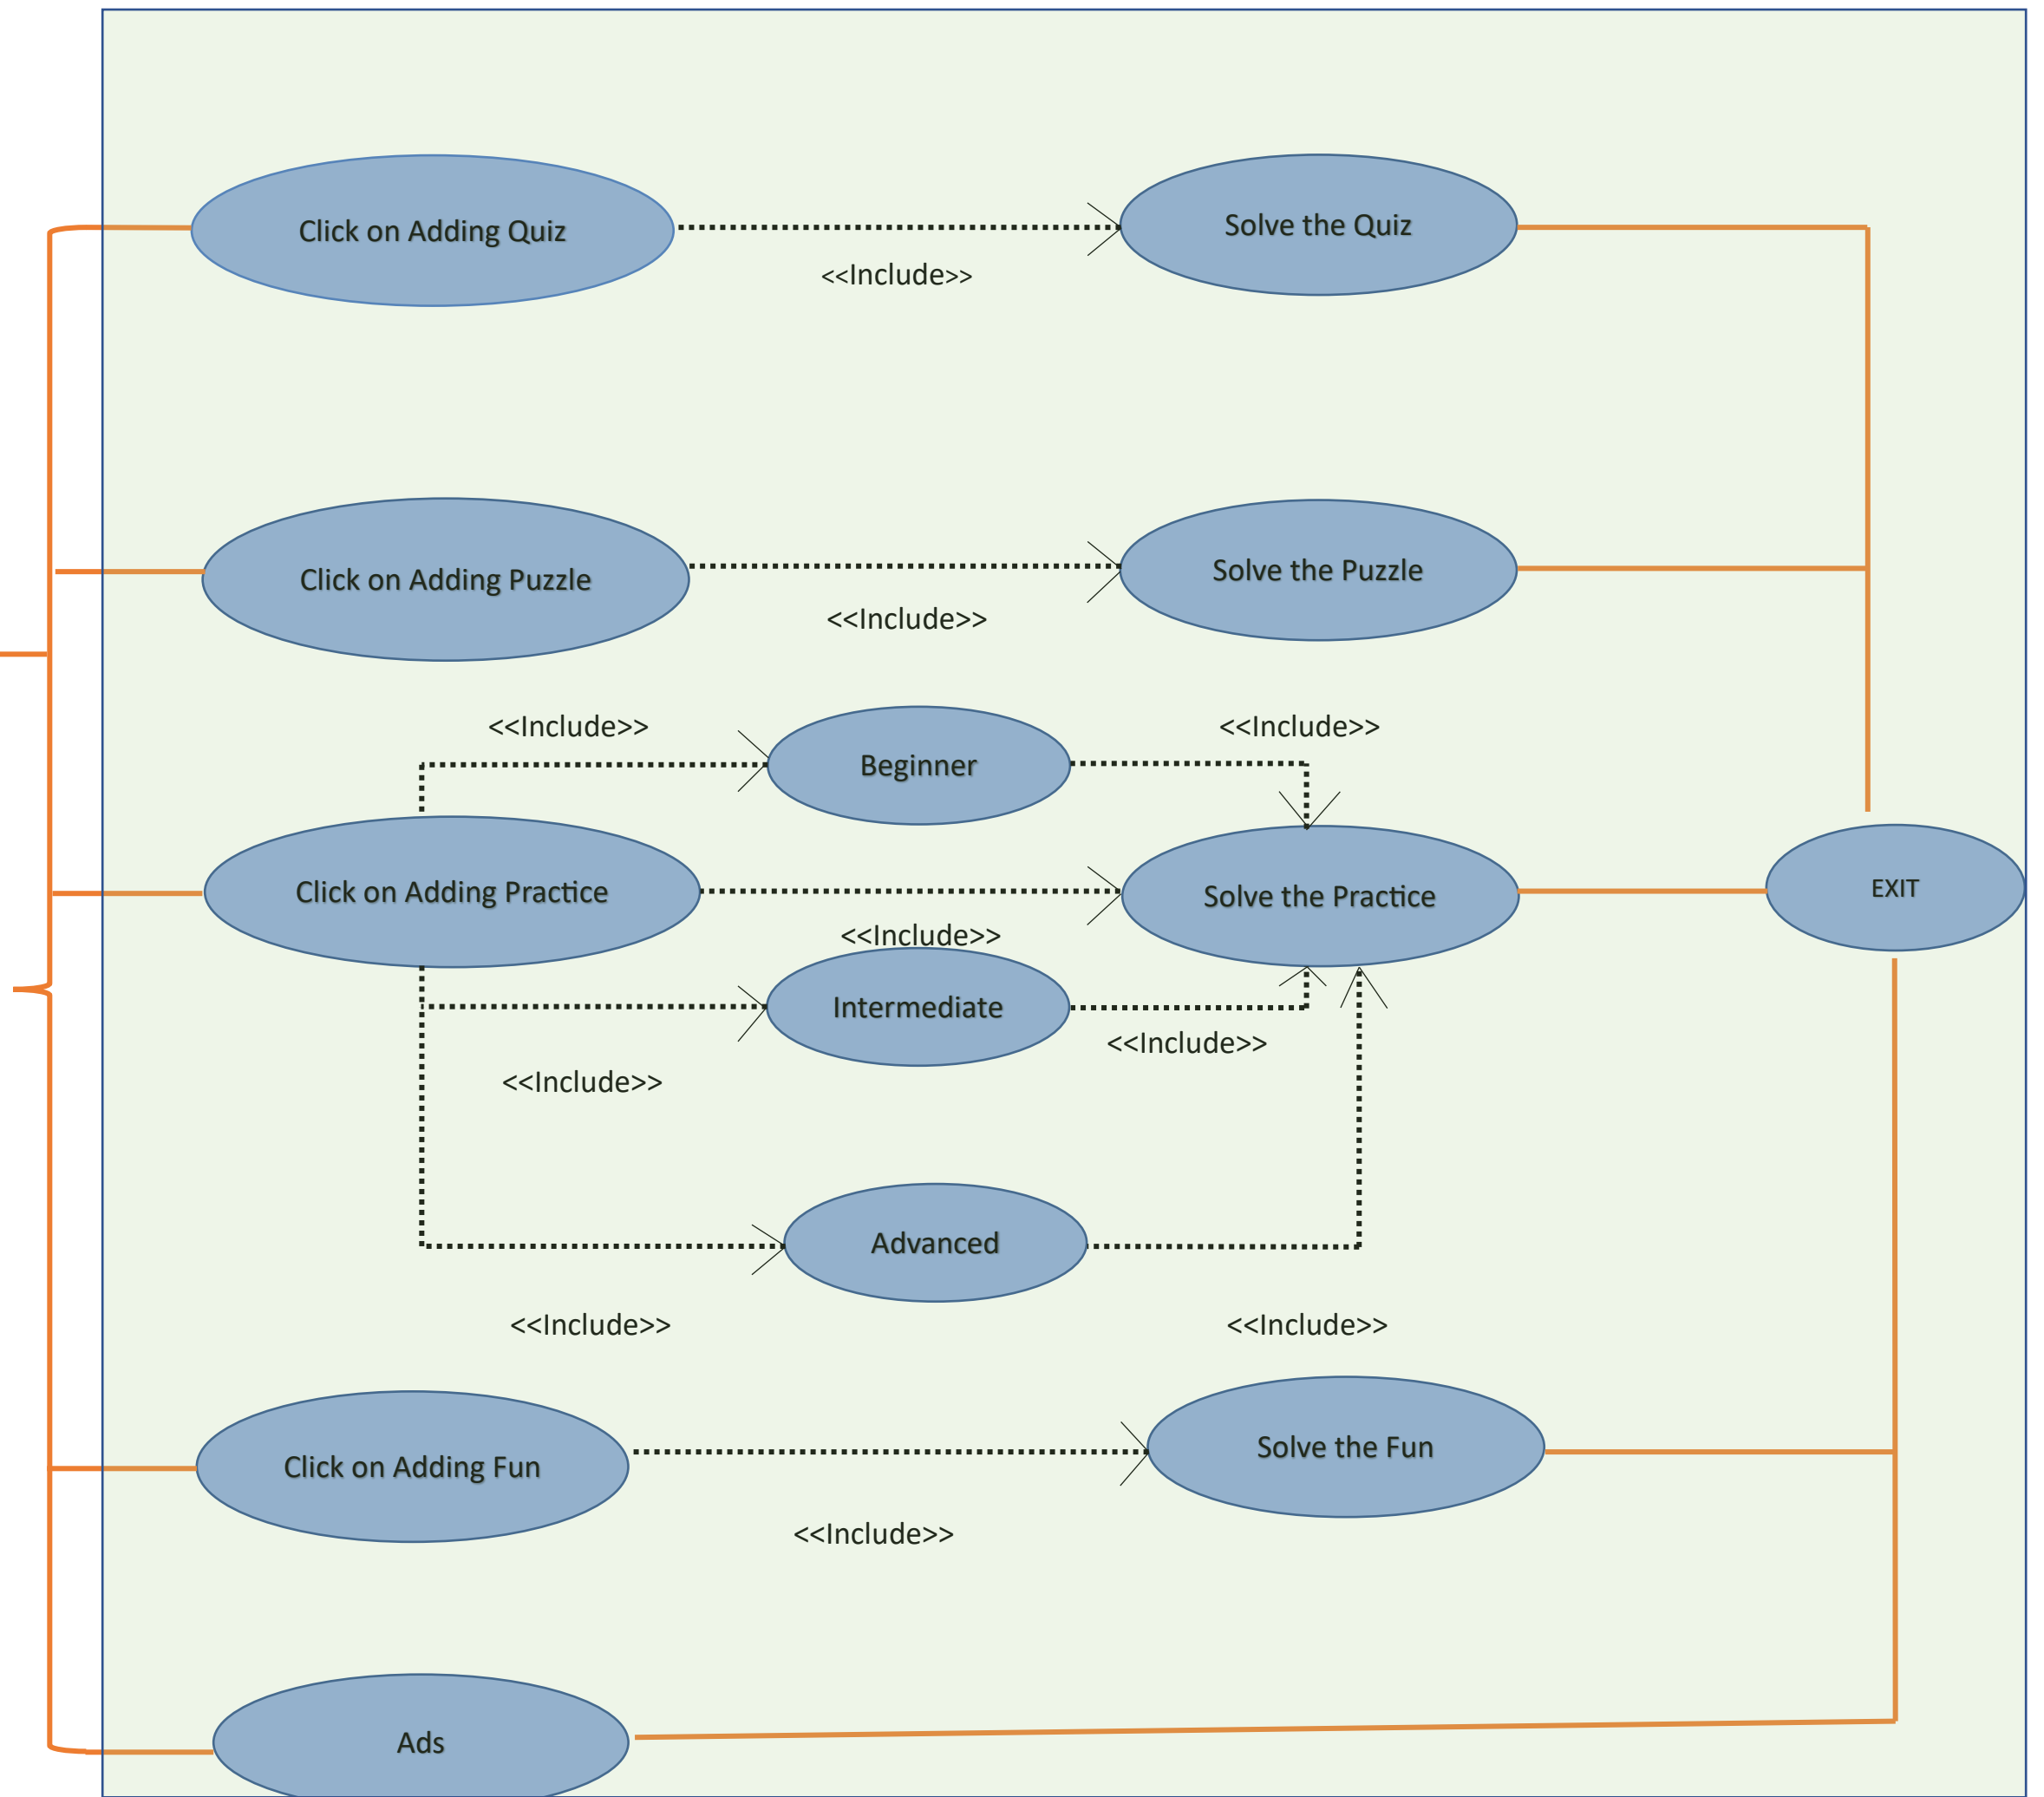 Click on Adding Quiz
Solve the Quiz
<<Include>>
Click on Adding Puzzle
Solve the Puzzle
<<Include>>
<<Include>>
Beginner
<<Include>>
Click on Adding Practice
Solve the Practice
EXIT
<<Include>>
Intermediate
<<Include>>
<<Include>>
Advanced
<<Include>>
<<Include>>
Click on Adding Fun
Solve the Fun
<<Include>>
Ads